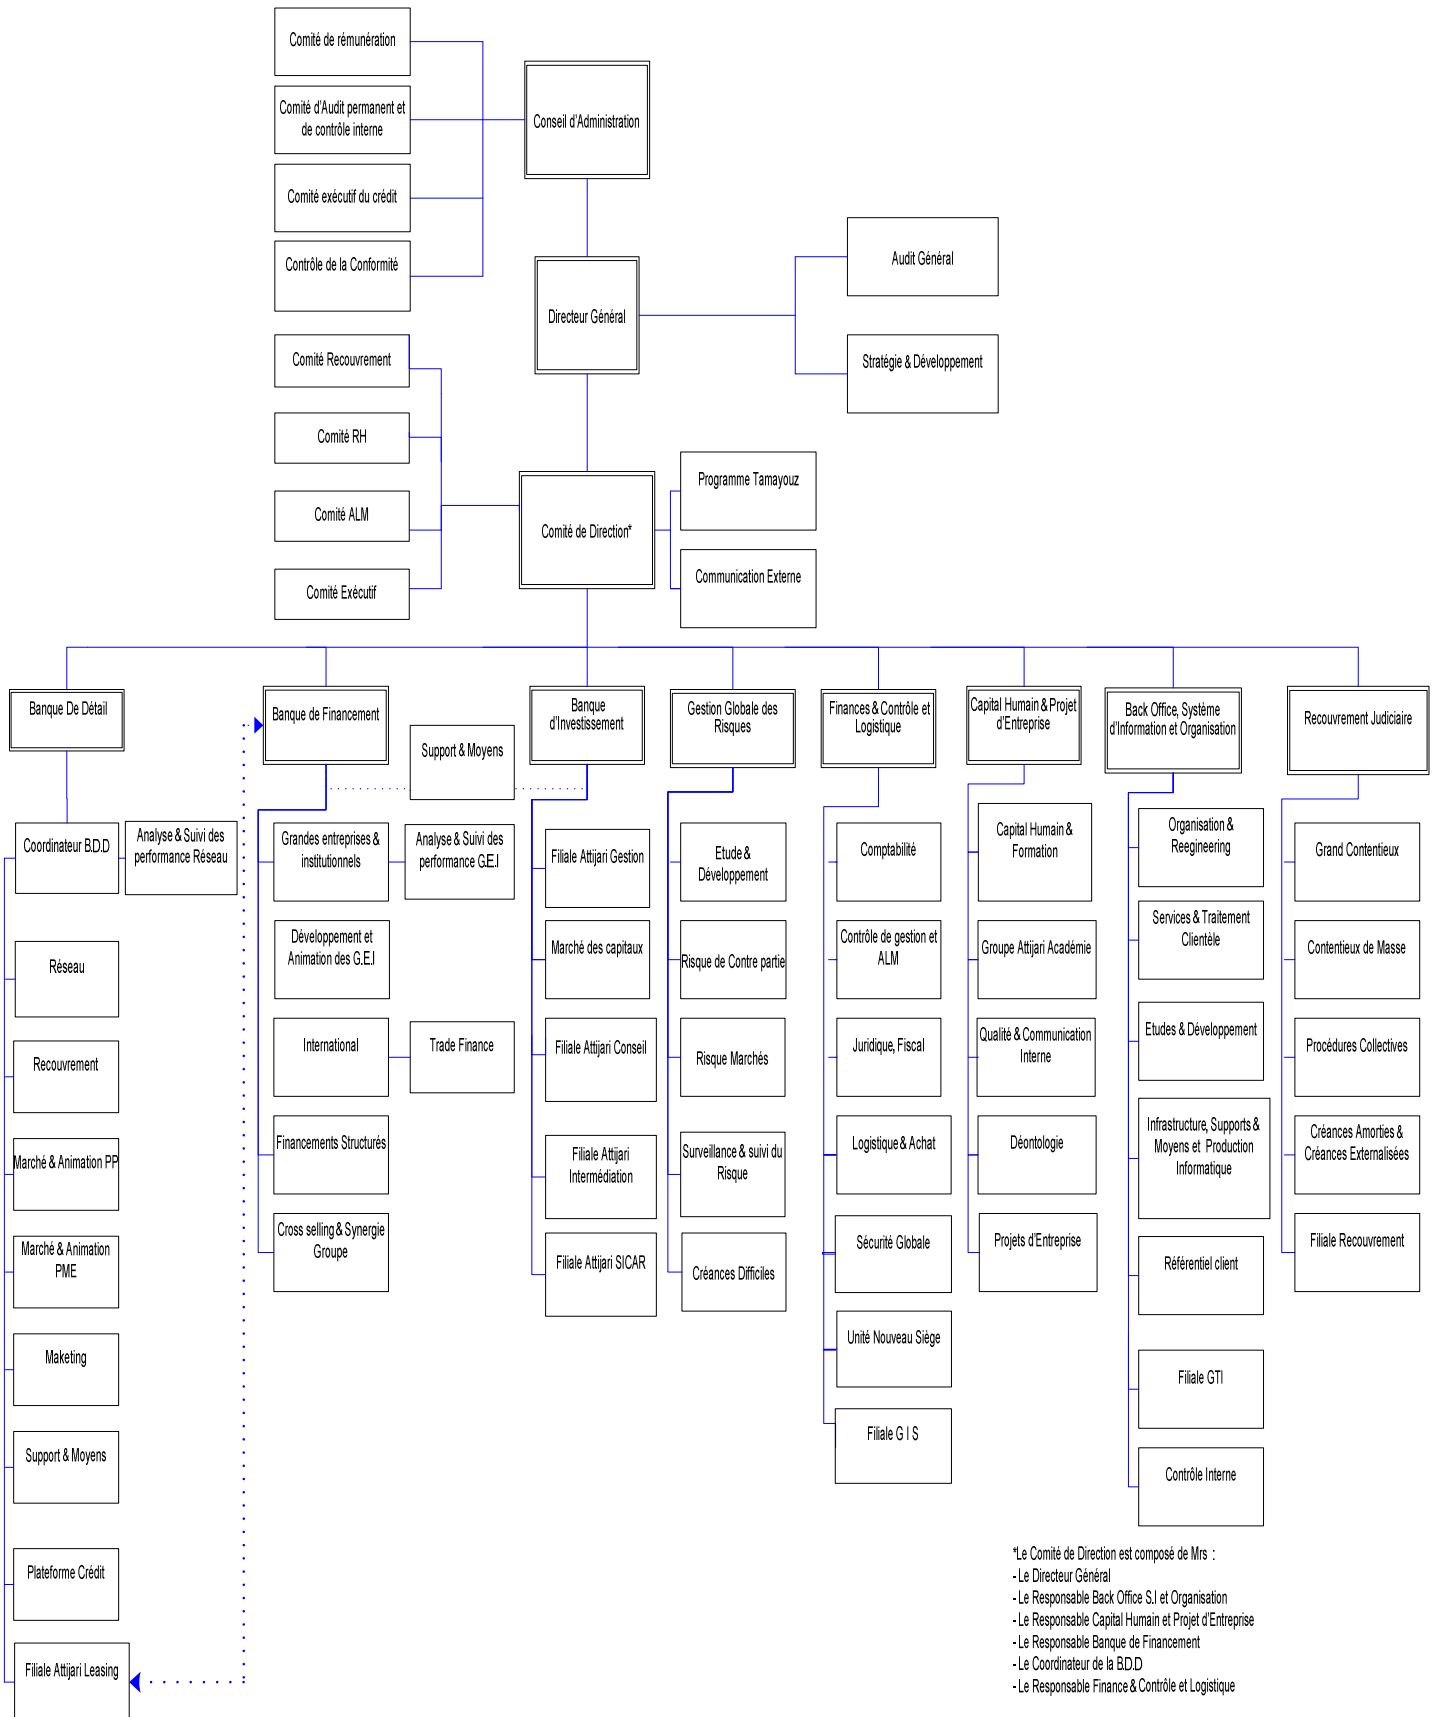 Comité de rémunération
Comité d'Audit permanent et
de contrôle interne
Comité exécutif du crédit
Contrôle de la Conformité
Conseil d'Administration
Directeur Général
Audit Général
Stratégie & Développement
Comité Recouvrement
Comité RH
Comité ALM
Comité Exécutif
Comité de Direction*
Programme Tamayouz
Communication Externe
Banque De Détail
Banque de Financement
Support & Moyens
Banque
d'Investissement
Gestion Globale des
Risques
Finances & Contrôle et
Logistique
Capital Humain & Projet
d'Entreprise
Back Office, Système
d'Information et Organisation
Recouvrement Judiciaire
Coordinateur B.D.D
Analyse & Suivi des
performance Réseau
Réseau
Recouvrement
Marché & Animation PP
Marché & Animation
PME
Maketing
Support & Moyens
Plateforme Crédit
Filiale Attijari Leasing
Grandes entreprises &
institutionnels
Analyse & Suivi des
performance G.E.I
Développement et
Animation des G.E.I
International
Trade Finance
Financements Structurés
Cross selling & Synergie
Groupe
Filiale Attijari Gestion
Marché des capitaux
Filiale Attijari Conseil
Filiale Attijari
Intermédiation
Filiale Attijari SICAR
Etude &
Développement
Risque de Contre partie
Risque Marchés
Surveillance & suivi du
Risque
Créances Difficiles
Comptabilité
Contrôle de gestion et
ALM
Juridique, Fiscal
Logistique & Achat
Sécurité Globale
Unité Nouveau Siège
Filiale G I S
Capital Humain &
Formation
Groupe Attijari Académie
Qualité & Communication
Interne
Déontologie
Projets d'Entreprise
Organisation &
Reegineering
Services & Traitement
Clientèle
Etudes & Développement
Infrastructure, Supports &
Moyens et Production
Informatique
Référentiel client
Filiale GTI
Contrôle Interne
Grand Contentieux
Contentieux de Masse
Procédures Collectives
Créances Amorties &
Créances Externalisées
Filiale Recouvrement
*Le Comité de Direction est composé de Mrs :
- Le Directeur Général
- Le Responsable Back Office S.I et Organisation
- Le Responsable Capital Humain et Projet d'Entreprise
- Le Responsable Banque de Financement
- Le Coordinateur de la B.D.D
- Le Responsable Finance & Contrôle et Logistique